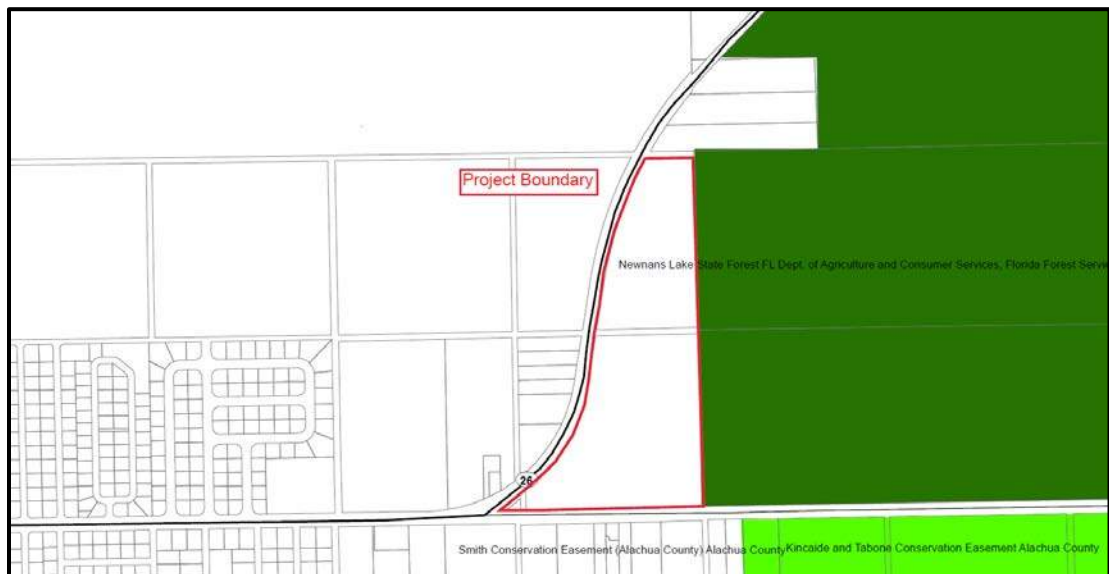 Project Boundary
Newnans Lake State Forest FL Dept. of Agriculture and Consumer Services, Florida Forest Servi
26
Smith Conservation Easement (Alachua County) Alachua County
Kincaide and Tabone Conservation Easement Alachua County